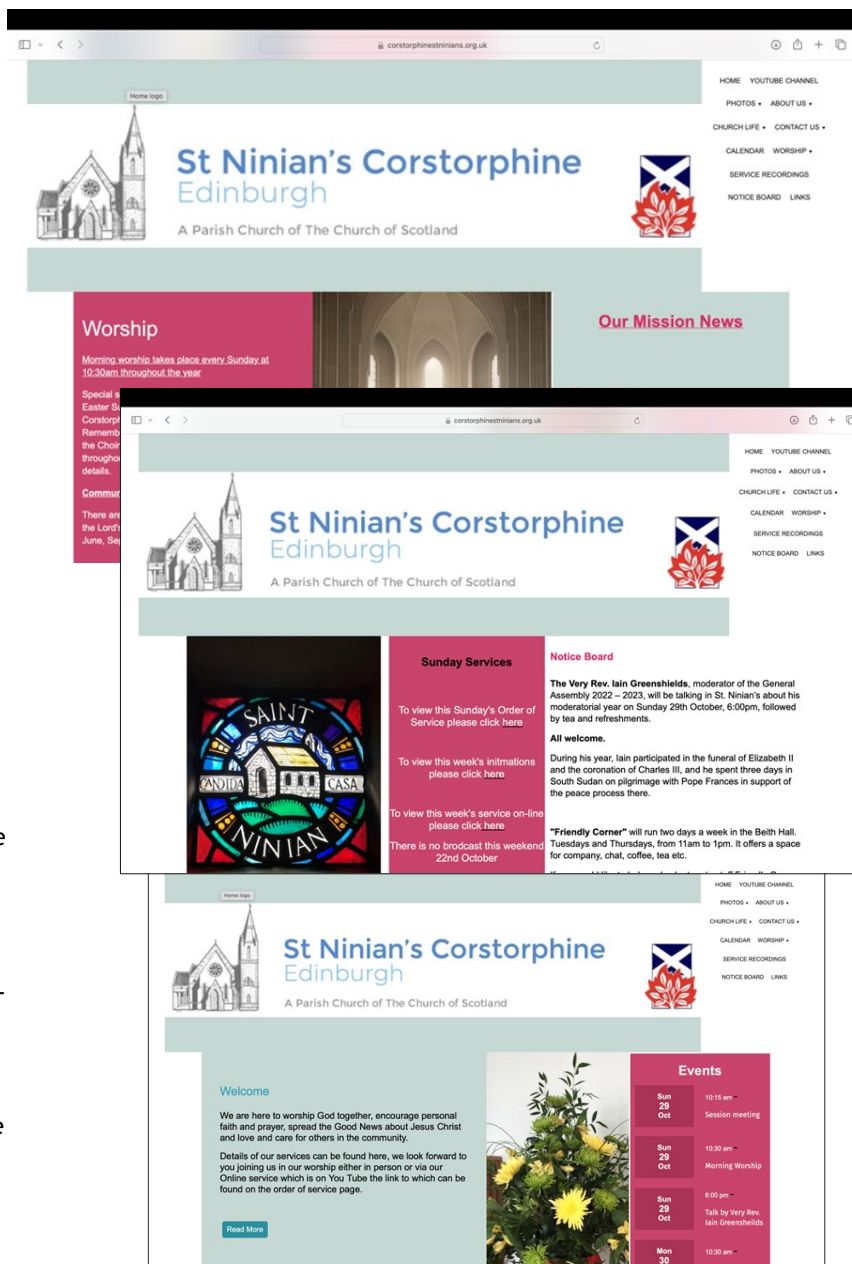 corstorphinestninians.org.uk
HOME YOUTUBE CHANNEL
PHOTOS ABOUT US
CHURCH LIFE CONTACT US
CALENDAR WORSHIP
SERVICE RECORDINGS
NOTICE BOARD LINKS
Home logo
St Ninian's Corstorphine
Edinburgh
A Parish Church of The Church of Scotland
Worship
Morning worship takes place every Sunday at
10:30am throughout the year
Special
Easter
the Choir
details.
There are
the Lord's
June,
Our Mission News
corstorphinestninians.org.uk
HOME YOUTUBE CHANNEL
PHOTOS ABOUT US
CHURCH LIFE CONTACT US
CALENDAR WORSHIP
SERVICE RECORDINGS
NOTICE BOARD LINKS
St Ninian's Corstorphine
Edinburgh
A Parish Church of The Church of Scotland
SAINT
CANDIDA CASA
NINIAN
Sunday Services
To view this Sunday's Order of
Service please click here
To view this week's initmations
please click here
To view this week's service on-line
please click here
There is no brodcast this weekend
22nd October
Notice Board
The Very Rev. Iain Greenshields, moderator of the General
Assembly 2022 – 2023, will be talking in St. Ninian's about his
moderatorial year on Sunday 29th October, 6:00pm, followed
by tea and refreshments.
All welcome.
During his year, Iain participated in the funeral of Elizabeth II
and the coronation of Charles III, and he spent three days in
South Sudan on pilgrimage with Pope Frances in support of
the peace process there.
"Friendly Corner" will run two days a week in the Beith Hall.
Tuesdays and Thursdays, from 11am to 1pm. It offers a space
for company, chat, coffee, tea etc.
Home logo
HOME YOUTUBE CHANNEL
PHOTOS ABOUT US
CHURCH LIFE CONTACT US
CALENDAR WORSHIP
SERVICE RECORDINGS
NOTICE BOARD LINKS
St Ninian's Corstorphine
Edinburgh
A Parish Church of The Church of Scotland
Welcome
We are here to worship God together, encourage personal
faith and prayer, spread the Good News about Jesus Christ
and love and care for others in the community.
Details of our services can be found here, we look forward to
you joining us in our worship either in person or via our
Online service which is on You Tube the link to which can be
found on the order of service page.
Read More
Events
Sun
29
Oct
10:15 am -
Session meeting
Sun
29
Oct
10:30 am -
Morning Worship
Sun
29
Oct
6:00 pm -
Talk by Very Rev.
Iain Greensheilds
Mon
30
10:30 am -